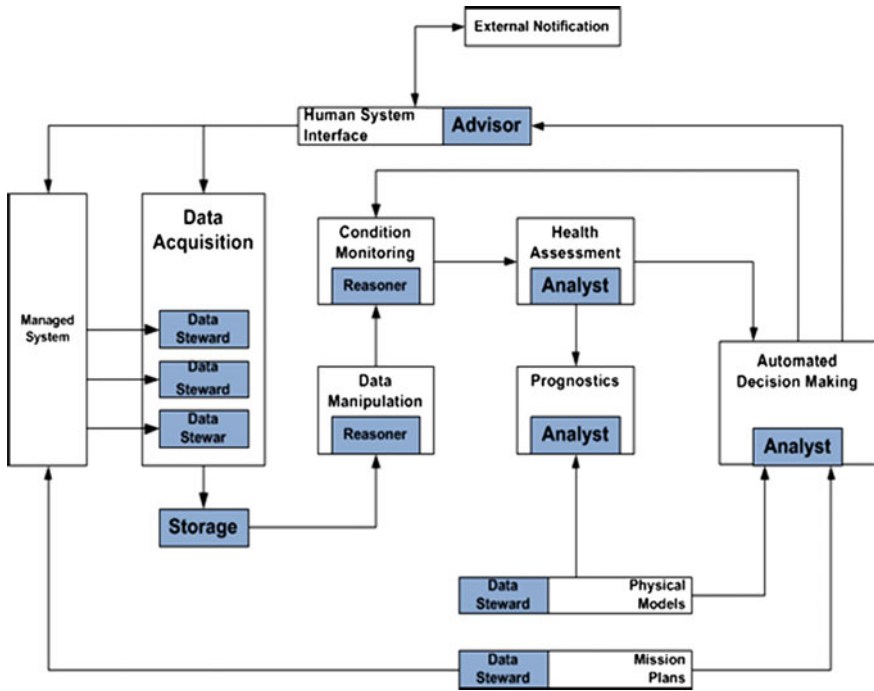 External Notification
Human System
Interface
Advisor
Data
Acquisition
Condition
Monitoring
Reasoner
Health
Assessment
Analyst
Managed
System
Data
Steward
Data
Steward
Data
Stewar
Data
Manipulation
Reasoner
Prognostics
Analyst
Automated
Decision Making
Analyst
Storage
Data
Steward
Physical
Models
Data
Steward
Mission
Plans